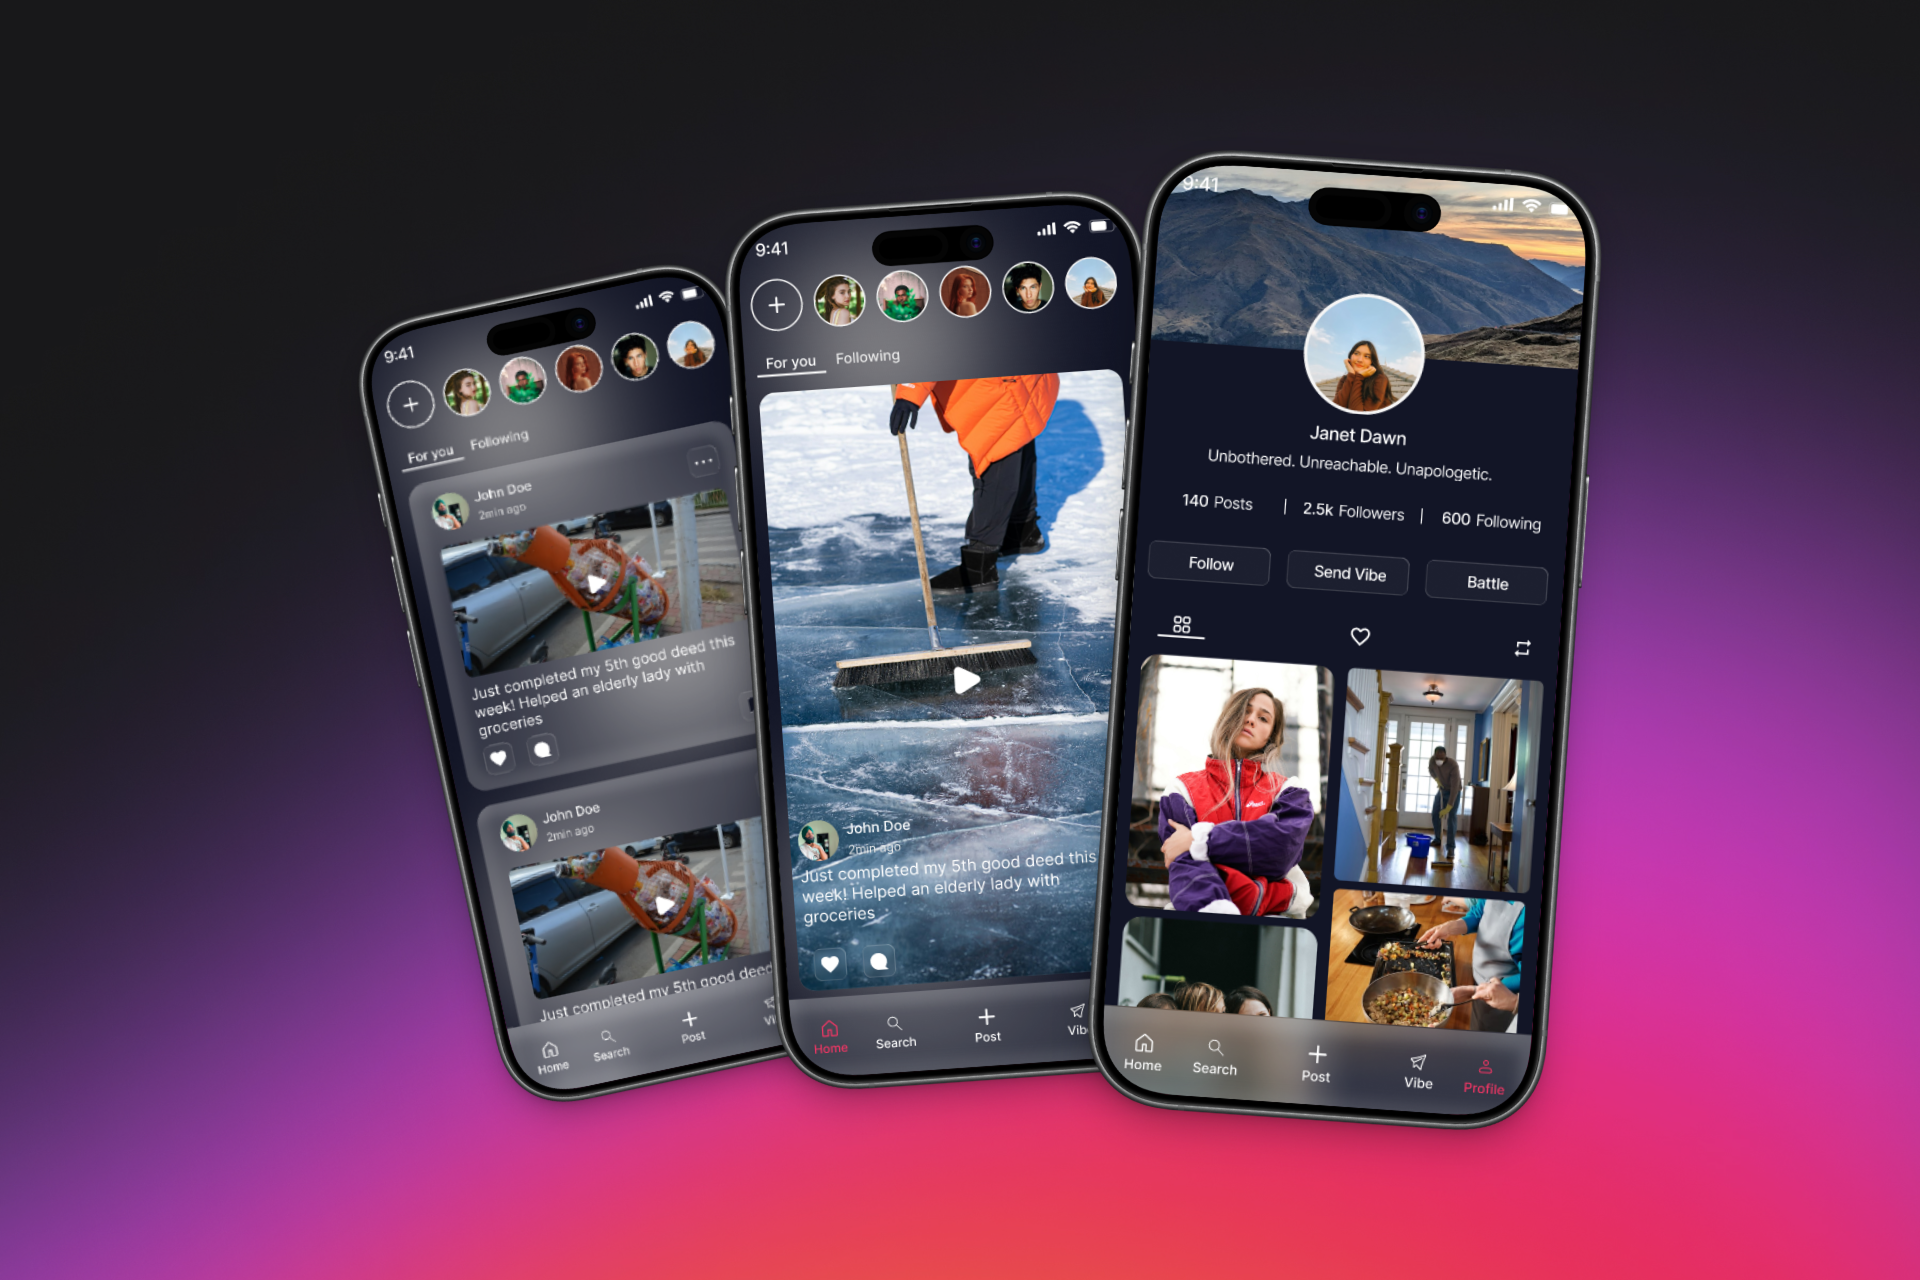 9:41
For you Following
John Doe
2min ago
Just completed my 5th good deed this
week! Helped an elderly lady with
groceries
John Doe
2min ago
Just completed my 5th good deed
Home
Search
Post
9:41
For you Following
John Doe
2min ago
Just completed my 5th good deed this
week! Helped an elderly lady with
groceries
Home
Search
Post
9:41
Janet Dawn
Unbothered. Unreachable. Unapologetic.
140 Posts | 2.5k Followers | 600 Following
Follow
Send Vibe
Battle
Home
Search
Post
Vibe
Profile